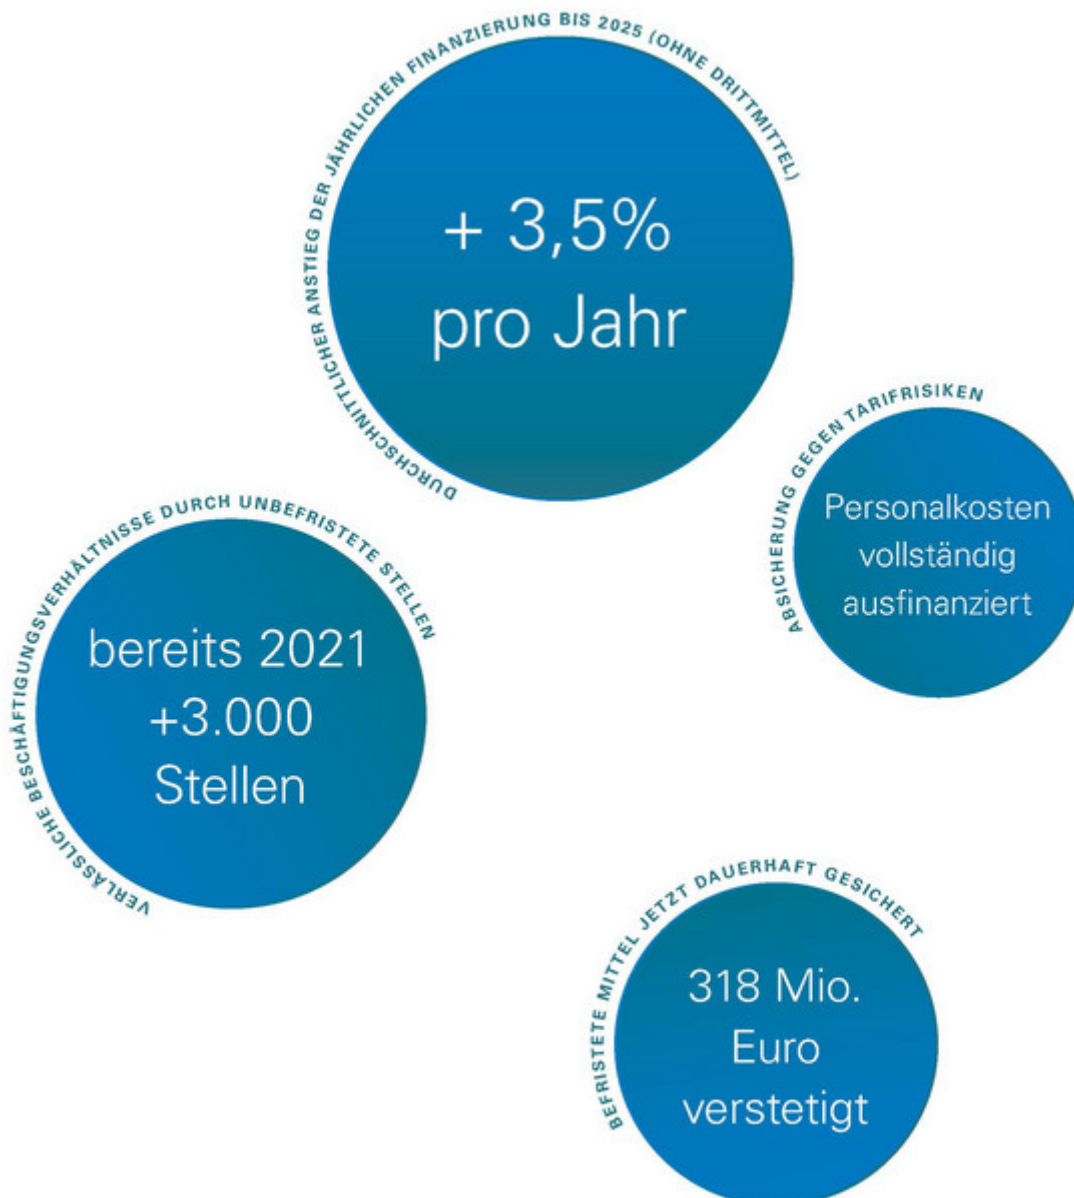 DURCHSCHNITTLICHER ANSTIEG DER JÄHRLICHEN FINANZIERUNG BIS 2025 (OHNE DRITTMITTEL)
+ 3,5%
pro Jahr
ABSICHERUNG GEGEN TARIFRISIKEN
Personalkosten
vollständig
ausfinanziert
VERLÄSSLICHE BESCHÄFTIGUNGSVERHÄLTNISSE DURCH UNBEFRISTETE STELLEN
bereits 2021
+3.000
Stellen
BEFRISTETE MITTEL JETZT DAUERHAFT GESICHERT
318 Mio.
Euro
verstetigt